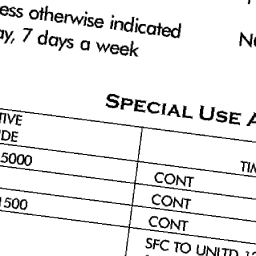 ess otherwise indicated
ay, 7 days a week
SPECIAL USE A
TIVE
DE
TIM
5000
CONT
CONT
1500
CONT
SFC TO UNLTD